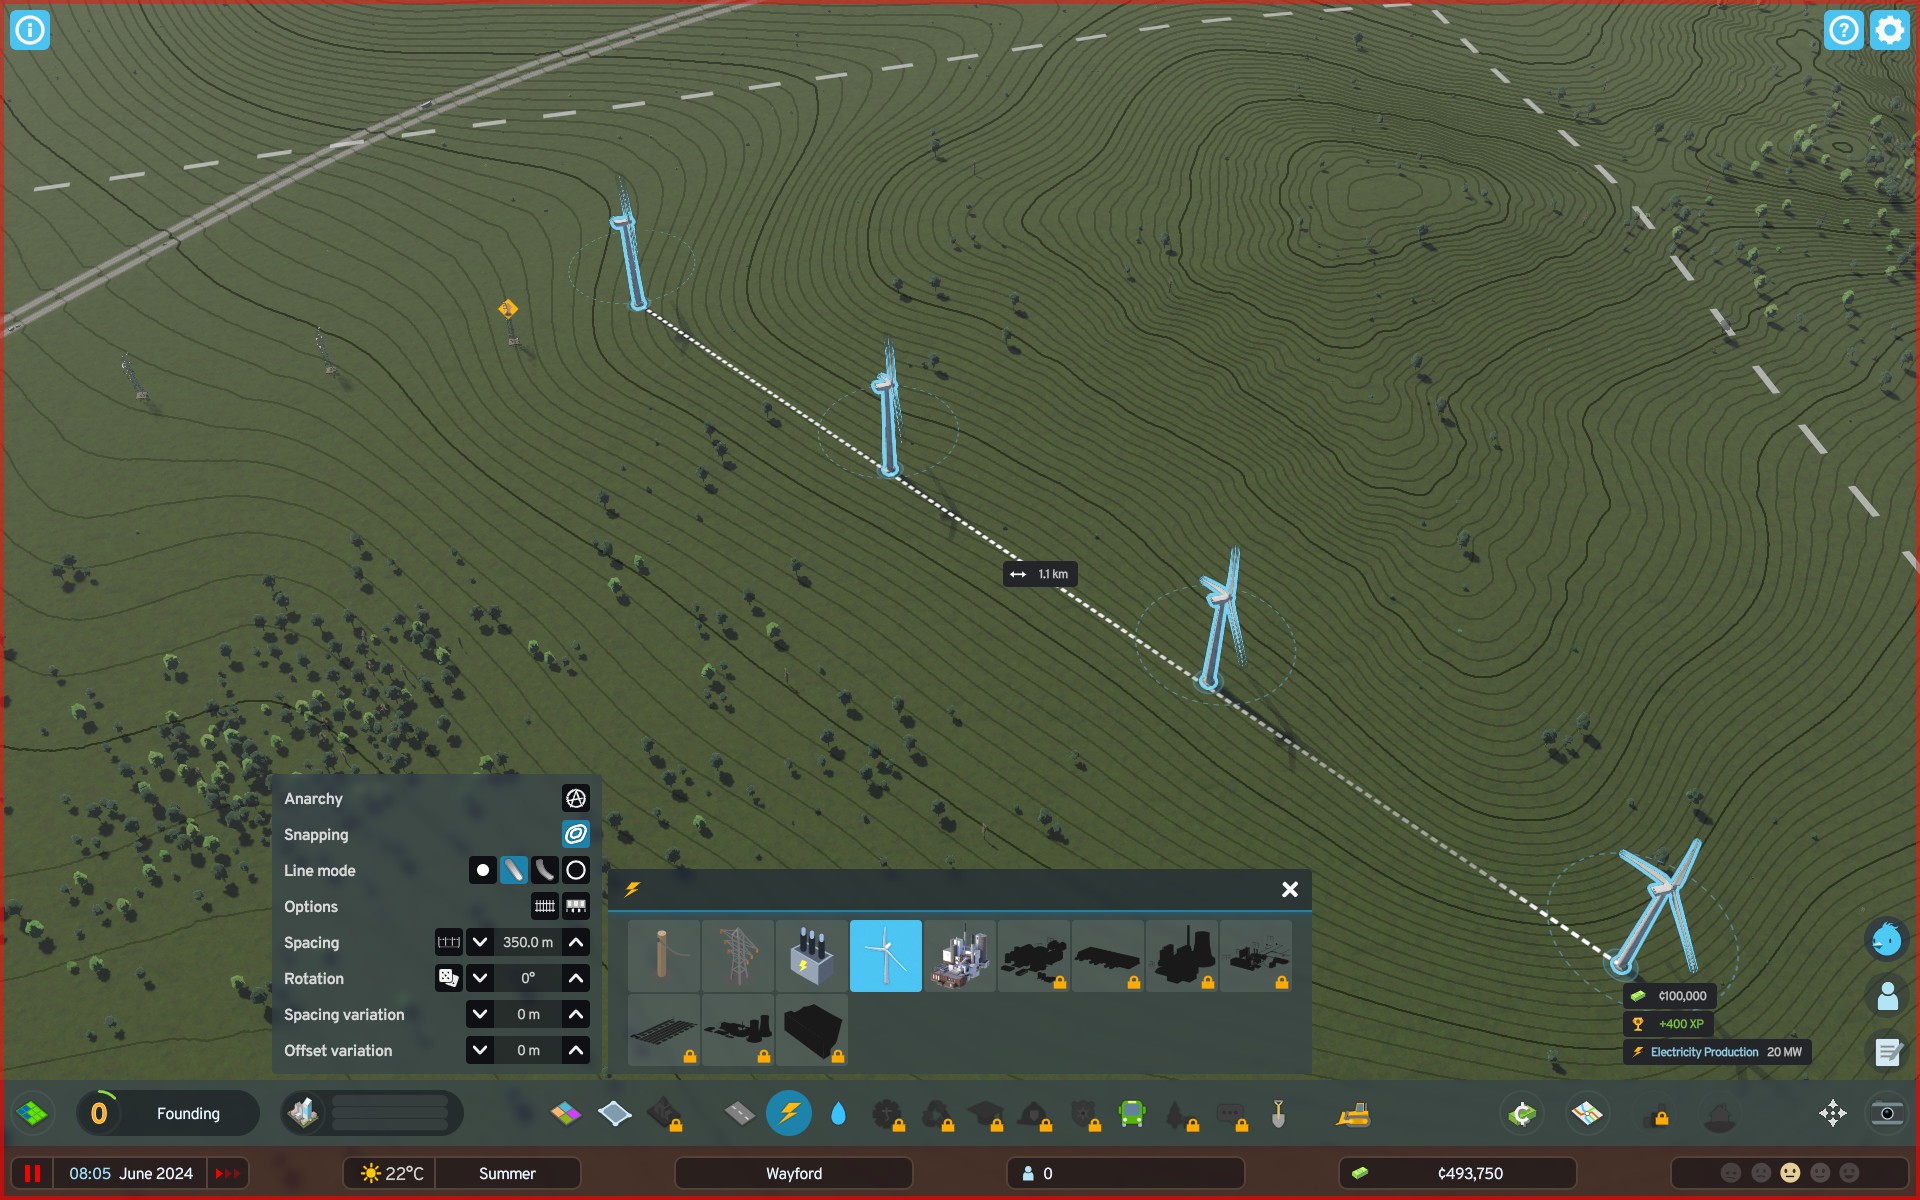 1.1 km
Anarchy
Snapping
Line mode
Options
Spacing 350.0 m
Rotation 0°
Spacing variation 0 m
Offset variation 0 m
¢100,000
+400 XP
Electricity Production 20 MW
0 Founding
08:05 June 2024 22°C Summer Wayford 0 ¢493,750